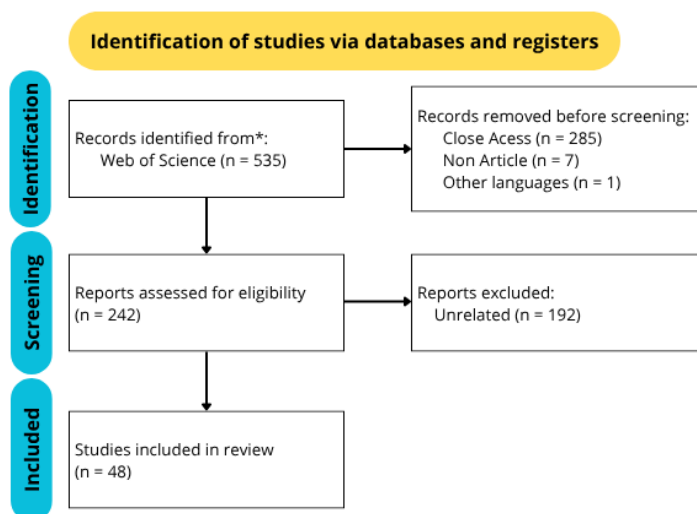 Identification of studies via databases and registers
Identification
Records identified from*:
Web of Science (n = 535)
Records removed before screening:
Close Acess (n = 285)
Non Article (n = 7)
Other languages (n = 1)
Screening
Reports assessed for eligibility
(n = 242)
Reports excluded:
Unrelated (n = 192)
Included
Studies included in review
(n = 48)